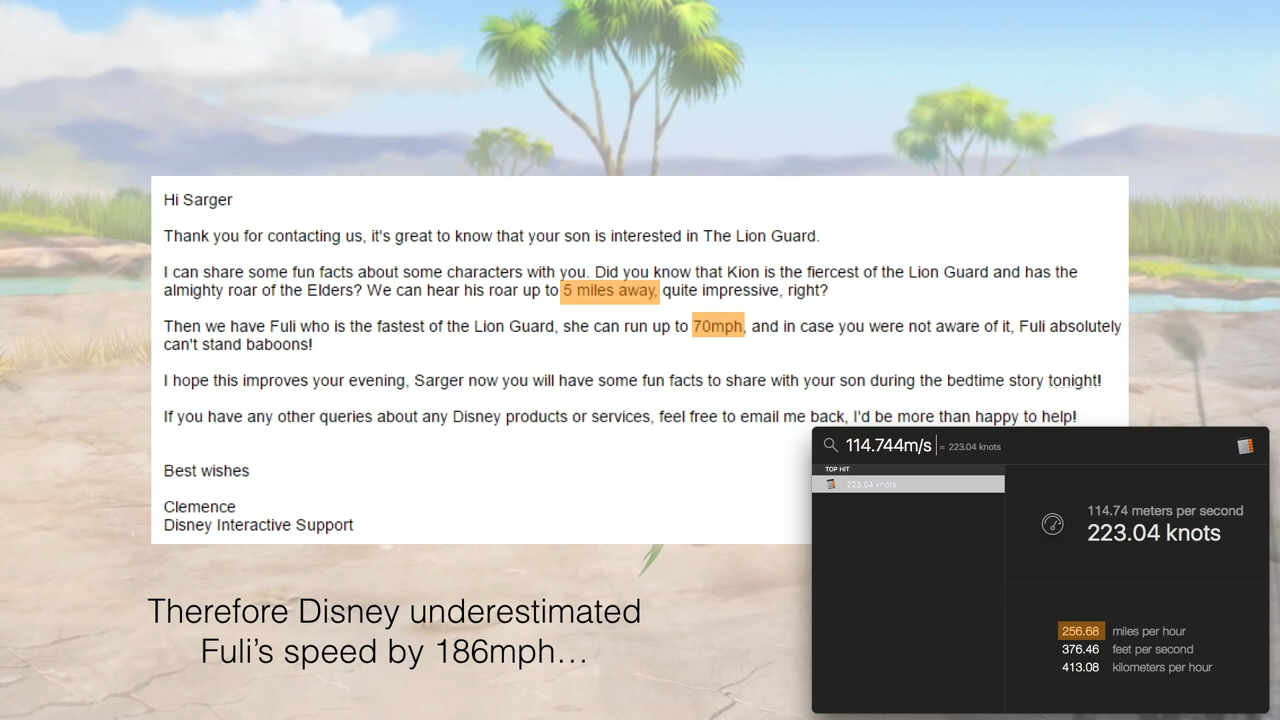 Hi Sarger
Thank you for contacting us, it's great to know that your son is interested in The Lion Guard.
I can share some fun facts about some characters with you. Did you know that Kion is the fiercest of the Lion Guard and has the
almighty roar of the Elders? We can hear his roar up to 5 miles away, quite impressive, right?
Then we have Fuli who is the fastest of the Lion Guard, she can run up to 70mph, and in case you were not aware of it, Fuli absolutely
can't stand baboons!
I hope this improves your evening, Sarger now you will have some fun facts to share with your son during the bedtime story tonight!
If you have any other queries about any Disney products or services, feel free to email me back, I'd be more than happy to help!
Best wishes
Clemence
Disney Interactive Support
114.744m/s = 223.04 knots
TOP HIT
223.04 knots
114.74 meters per second
223.04 knots
256.68 miles per hour
376.46 feet per second
413.08 kilometers per hour
Therefore Disney underestimated
Fuli's speed by 186mph…